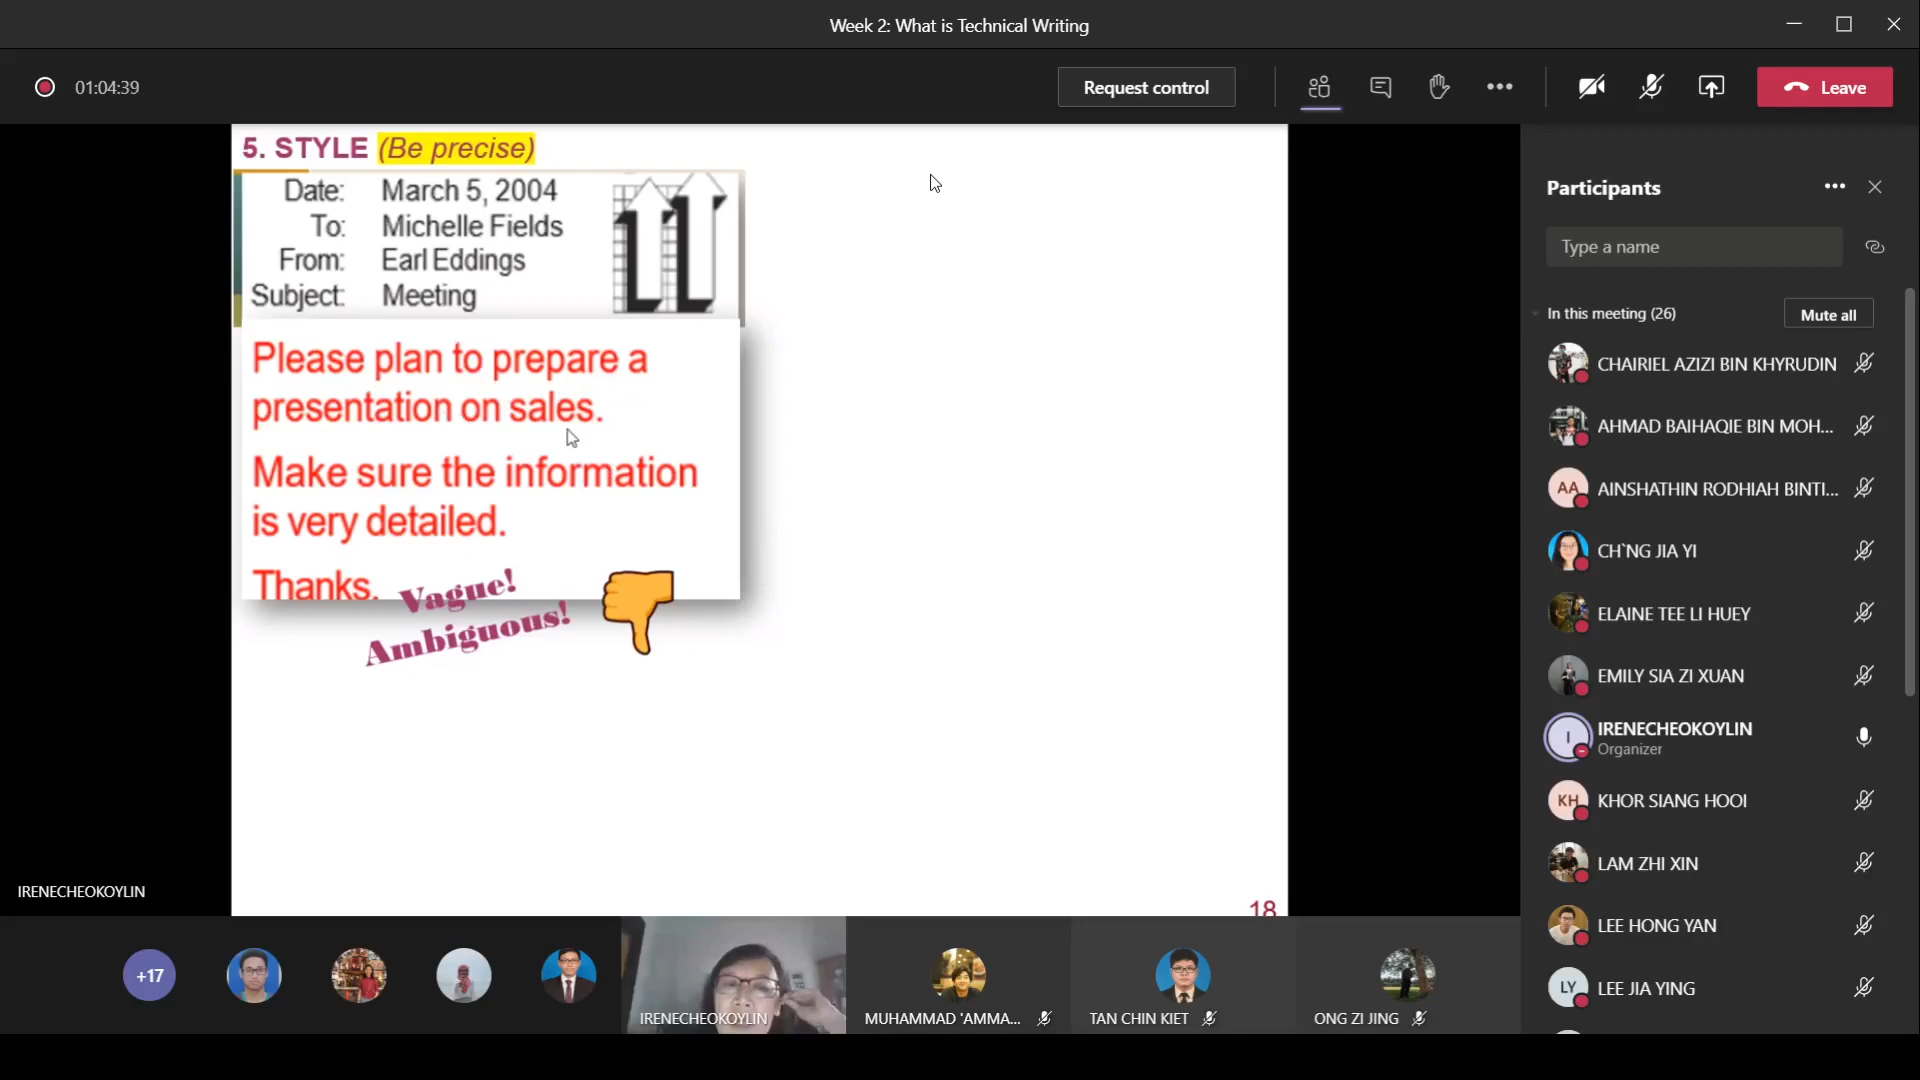 Week 2: What is Technical Writing
01:04:39
Request control
Leave
5. STYLE (Be precise)
Date: March 5, 2004
To: Michelle Fields
From: Earl Eddings
Subject: Meeting
Please plan to prepare a
presentation on sales.
Make sure the information
is very detailed.
Thanks.
Vague!
Ambiguous!
18
IRENECHEOKOYLIN
Participants
Type a name
In this meeting (26)
Mute all
CHAIRIEL AZIZI BIN KHYRUDIN
AHMAD BAIHAQIE BIN MOH...
AA
AINSHATHIN RODHIAH BINTI...
CH`NG JIA YI
ELAINE TEE LI HUEY
EMILY SIA ZI XUAN
I
IRENECHEOKOYLIN
Organizer
KH
KHOR SIANG HOOI
LAM ZHI XIN
LEE HONG YAN
LY
LEE JIA YING
+17
IRENECHEOKOYLIN
MUHAMMAD 'AMMA...
TAN CHIN KIET
ONG ZI JING